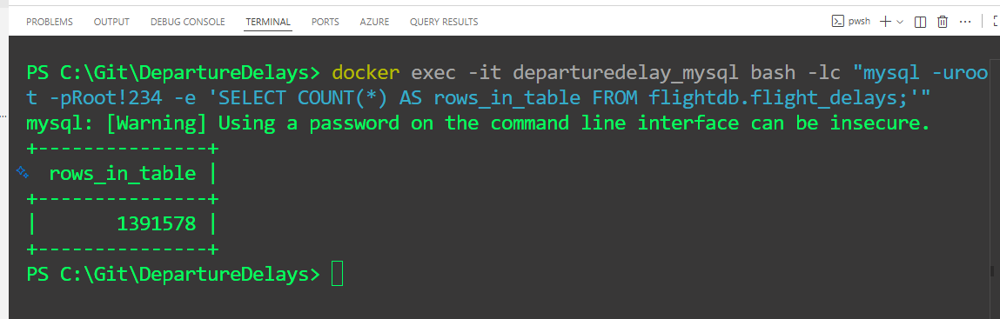 PROBLEMS OUTPUT DEBUG CONSOLE TERMINAL PORTS AZURE QUERY RESULTS pwsh
PS C:\Git\DepartureDelays> docker exec -it departuredelay_mysql bash -lc "mysql -uroo
t -pRoot!234 -e 'SELECT COUNT(*) AS rows_in_table FROM flightdb.flight_delays;'"
mysql: [Warning] Using a password on the command line interface can be insecure.
+---------------+
rows_in_table |
+---------------+
|       1391578 |
+---------------+
PS C:\Git\DepartureDelays>